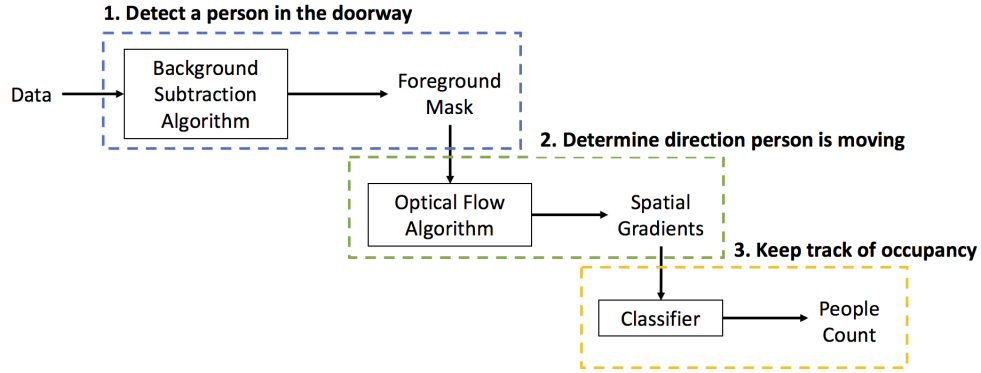 1. Detect a person in the doorway
Data
Background
Subtraction
Algorithm
Foreground
Mask
2. Determine direction person is moving
Optical Flow
Algorithm
Spatial
Gradients
3. Keep track of occupancy
Classifier
People
Count